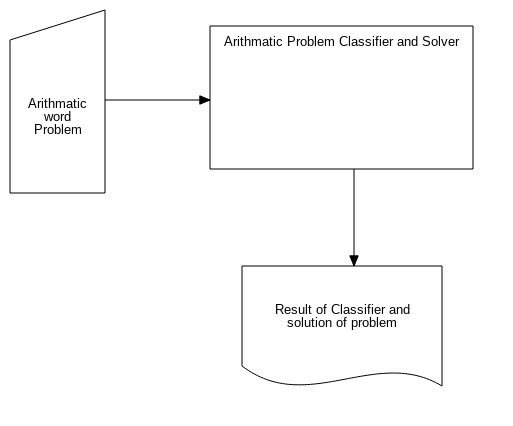 Arithmatic Problem Classifier and Solver
Arithmatic
word
Problem
Result of Classifier and
solution of problem